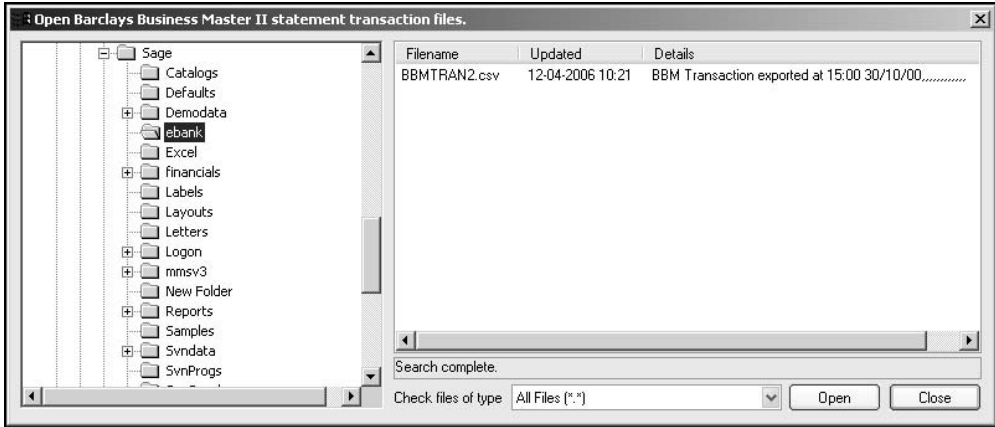 Open Barclays Business Master II statement transaction files.
Sage
Catalogs
Defaults
Demodata
ebank
Excel
financials
Labels
Layouts
Letters
Logon
mmsv3
New Folder
Reports
Samples
Svndata
SvnProgs
Filename Updated Details
BBMTRAN2.csv 12-04-2006 10:21 BBM Transaction exported at 15:00 30/10/00,,,,,,,,,,,,
Search complete.
Check files of type All Files (*.*) Open Close